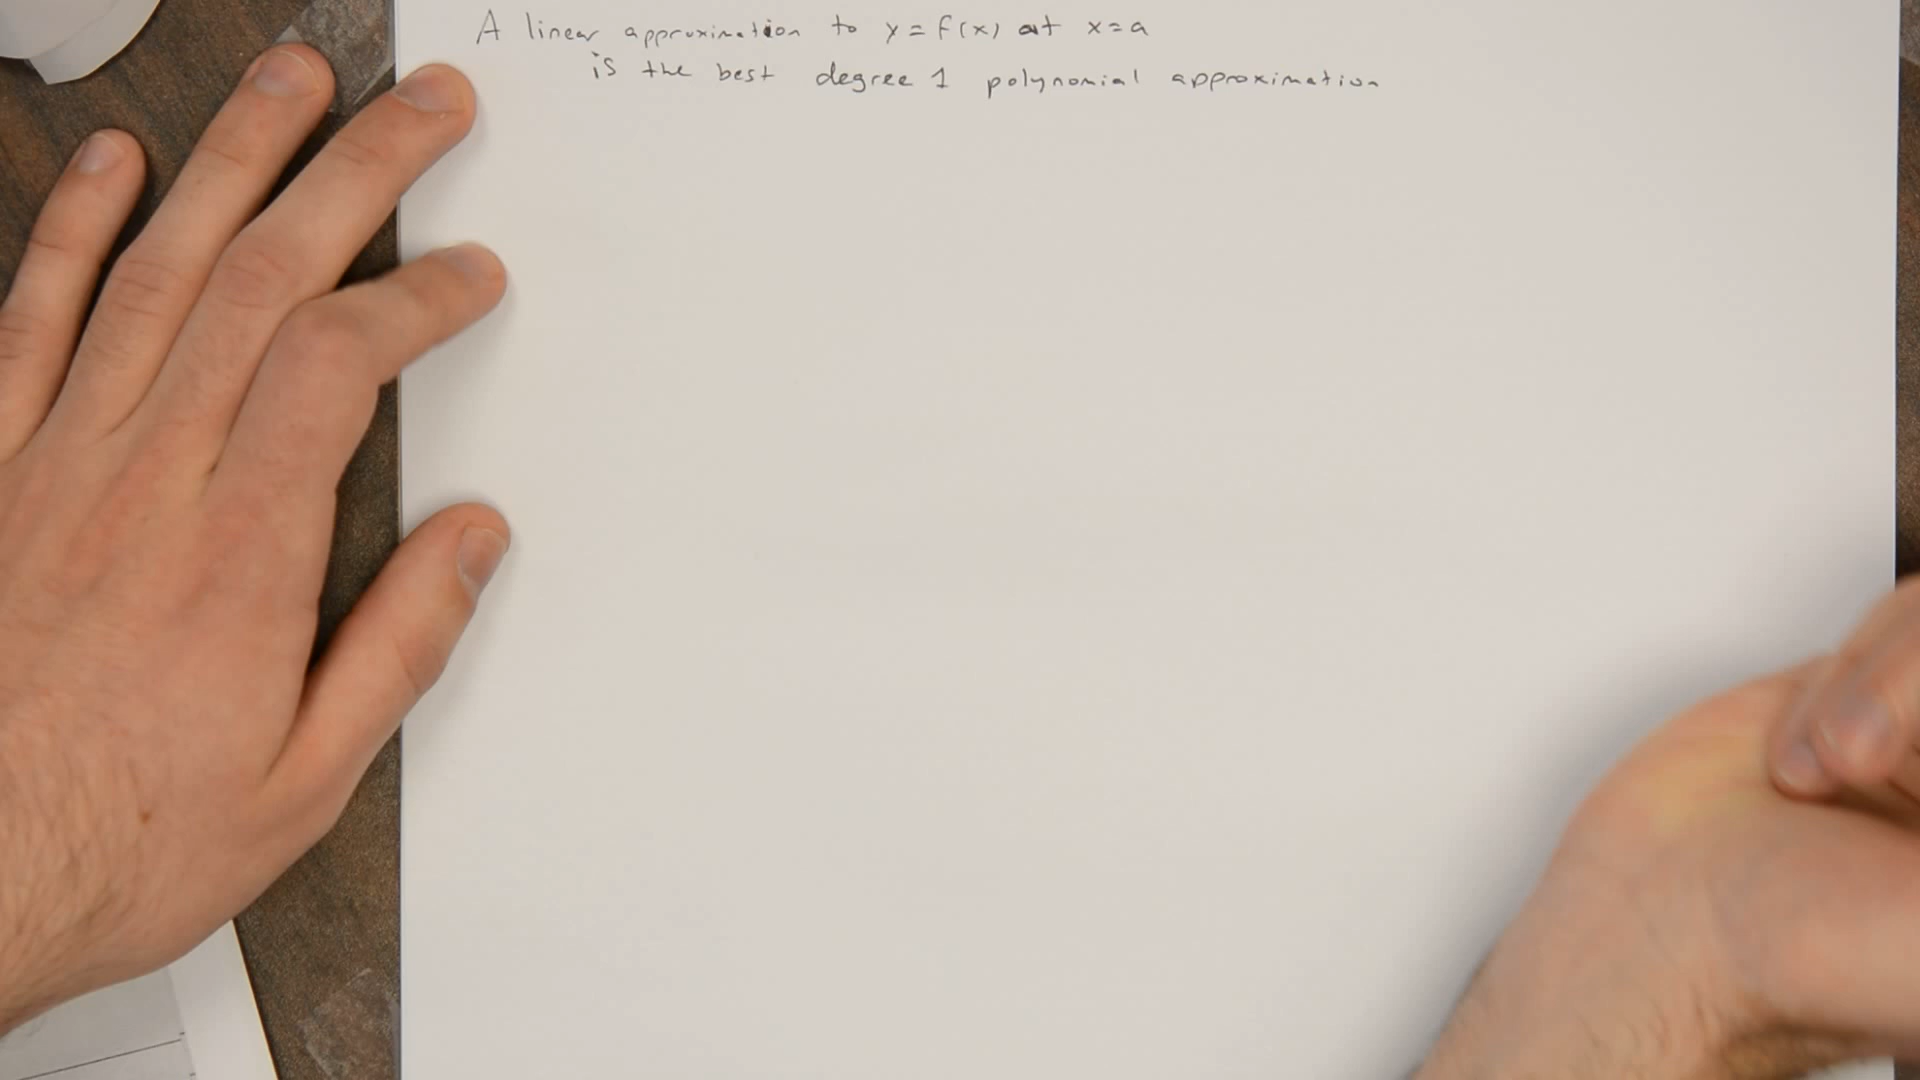 A linear approximation to y = f(x) at x=a
is the best degree 1 polynomial approximation